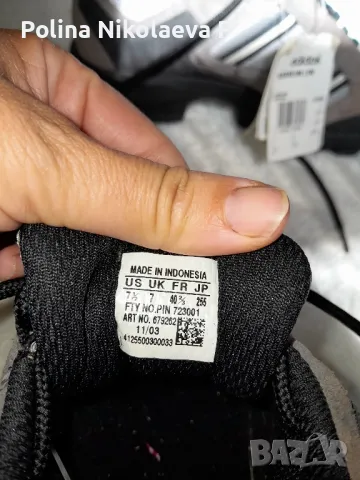 Polina Nikolaeva F
MADE IN INDONESIA
US UK FR JP
7½ 7 40⅔ 255
FTY NO.PIN 723001
ART NO. 679262
11/03
4125500300033
BAZAR